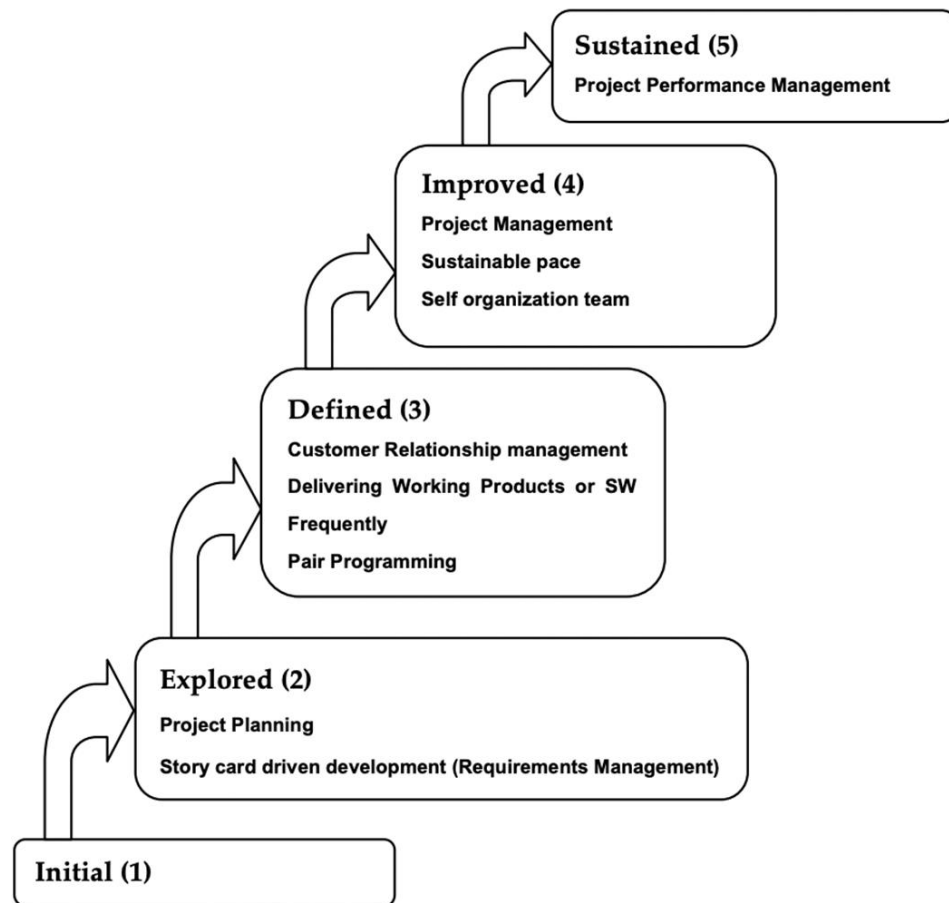 Sustained (5)
Project Performance Management
Improved (4)
Project Management
Sustainable pace
Self organization team
Defined (3)
Customer Relationship management
Delivering Working Products or SW
Frequently
Pair Programming
Explored (2)
Project Planning
Story card driven development (Requirements Management)
Initial (1)